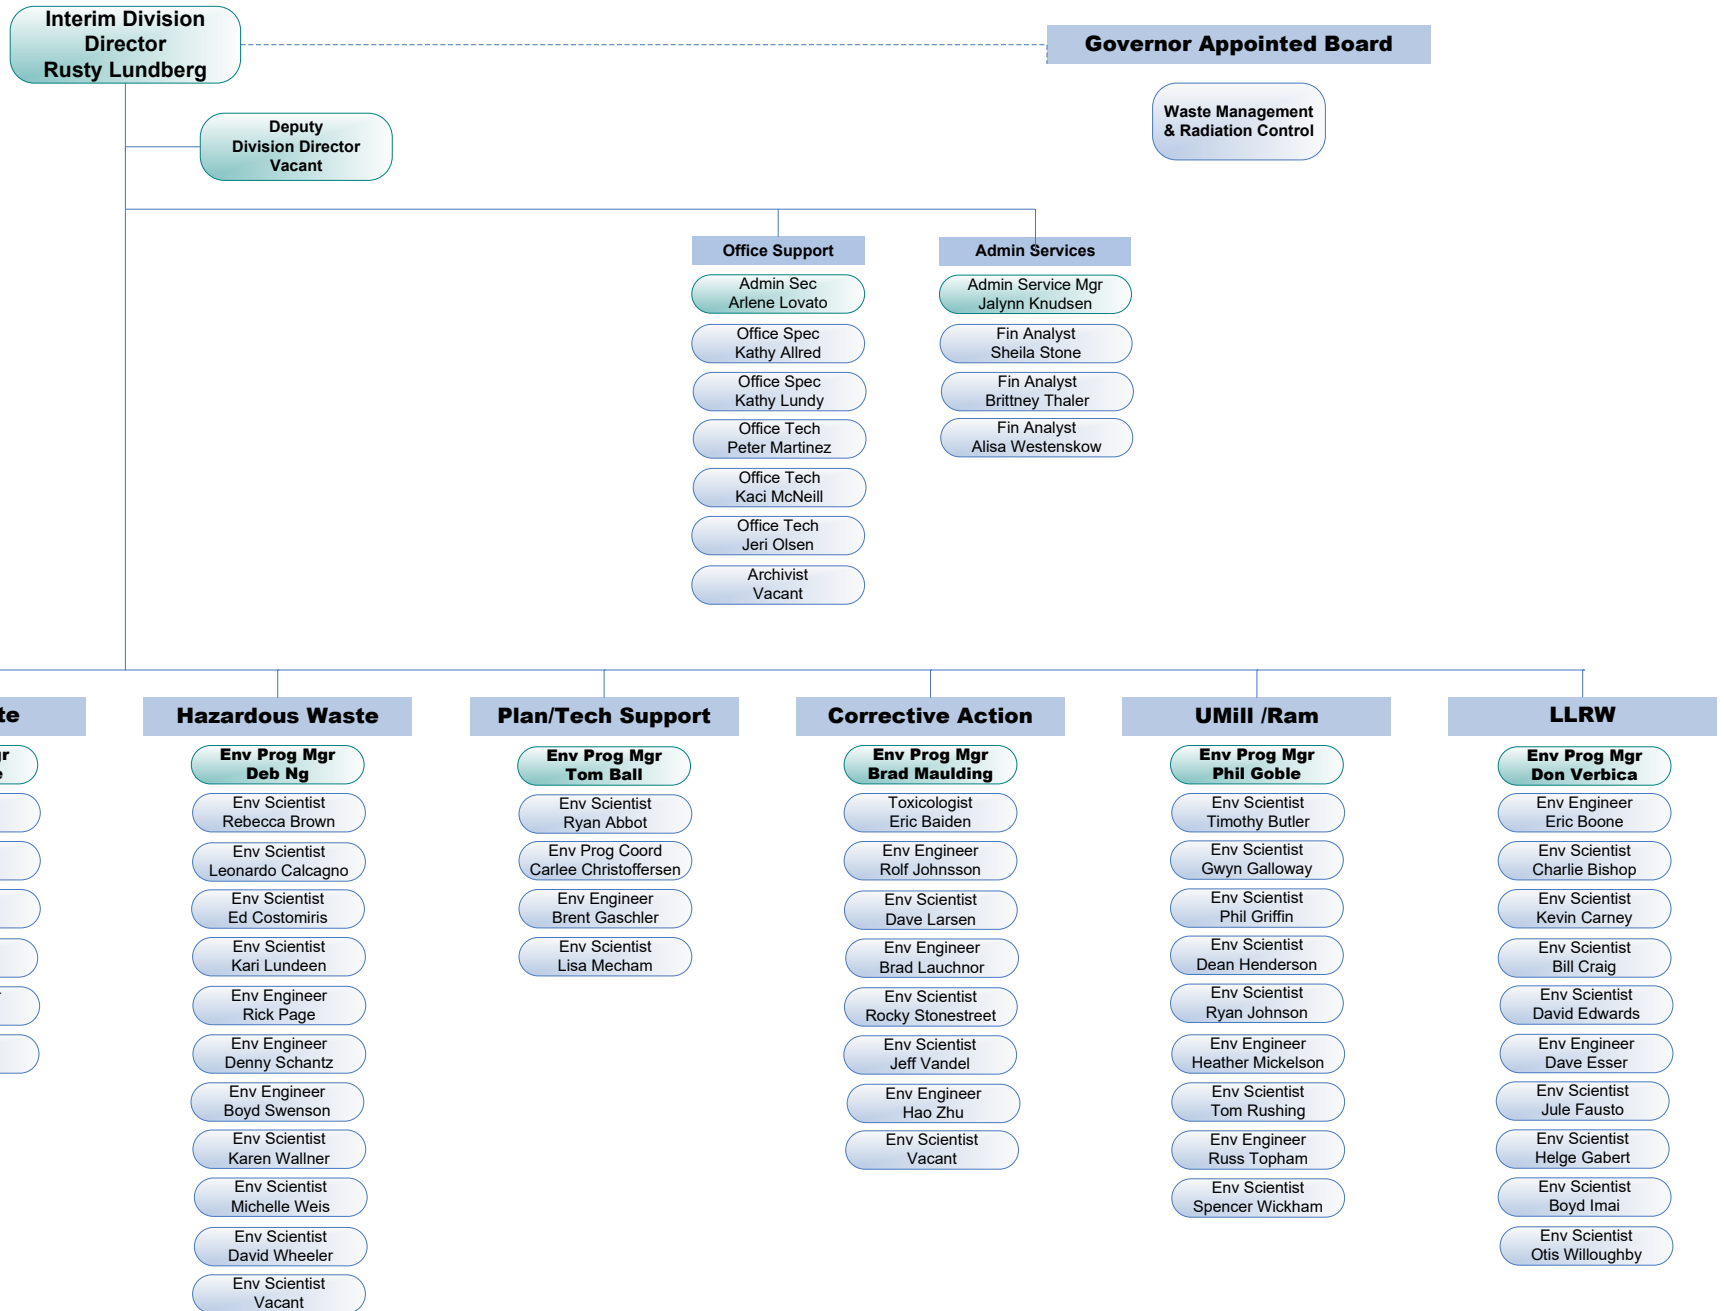 Interim Division
Director
Rusty Lundberg
Governor Appointed Board
Waste Management
& Radiation Control
Deputy
Division Director
Vacant
Office Support
Admin Sec
Arlene Lovato
Office Spec
Kathy Allred
Office Spec
Kathy Lundy
Office Tech
Peter Martinez
Office Tech
Kaci McNeill
Office Tech
Jeri Olsen
Archivist
Vacant
Admin Services
Admin Service Mgr
Jalynn Knudsen
Fin Analyst
Sheila Stone
Fin Analyst
Brittney Thaler
Fin Analyst
Alisa Westenskow
Hazardous Waste
Env Prog Mgr
Deb Ng
Env Scientist
Rebecca Brown
Env Scientist
Leonardo Calcagno
Env Scientist
Ed Costomiris
Env Scientist
Kari Lundeen
Env Engineer
Rick Page
Env Engineer
Denny Schantz
Env Engineer
Boyd Swenson
Env Scientist
Karen Wallner
Env Scientist
Michelle Weis
Env Scientist
David Wheeler
Env Scientist
Vacant
Plan/Tech Support
Env Prog Mgr
Tom Ball
Env Scientist
Ryan Abbot
Env Prog Coord
Carlee Christoffersen
Env Engineer
Brent Gaschler
Env Scientist
Lisa Mecham
Corrective Action
Env Prog Mgr
Brad Maulding
Toxicologist
Eric Baiden
Env Engineer
Rolf Johnsson
Env Scientist
Dave Larsen
Env Engineer
Brad Lauchnor
Env Scientist
Rocky Stonestreet
Env Scientist
Jeff Vandel
Env Engineer
Hao Zhu
Env Scientist
Vacant
UMill /Ram
Env Prog Mgr
Phil Goble
Env Scientist
Timothy Butler
Env Scientist
Gwyn Galloway
Env Scientist
Phil Griffin
Env Scientist
Dean Henderson
Env Scientist
Ryan Johnson
Env Engineer
Heather Mickelson
Env Scientist
Tom Rushing
Env Engineer
Russ Topham
Env Scientist
Spencer Wickham
LLRW
Env Prog Mgr
Don Verbica
Env Engineer
Eric Boone
Env Scientist
Charlie Bishop
Env Scientist
Kevin Carney
Env Scientist
Bill Craig
Env Scientist
David Edwards
Env Engineer
Dave Esser
Env Scientist
Jule Fausto
Env Scientist
Helge Gabert
Env Scientist
Boyd Imai
Env Scientist
Otis Willoughby